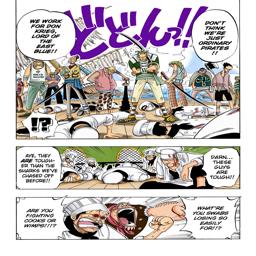 WE WORK
FOR DON
KRIEG,
LORD OF
THE EAST
BLUE!!
DON'T
THINK
WE'RE
JUST
ORDINARY
PIRATES
!!
どどん!!
!?
AYE, THEY
ARE TOUGH-
ER THAN THE
SHARKS WE'VE
CHASED OFF
BEFORE!!
DARN...
THESE
GUYS
ARE
TOUGH!!
ARE YOU
FIGHTING
COOKS OR
WIMPS!!!?
WHAT'RE
YOU SWABS
LOSING SO
EASILY
FOR!!?